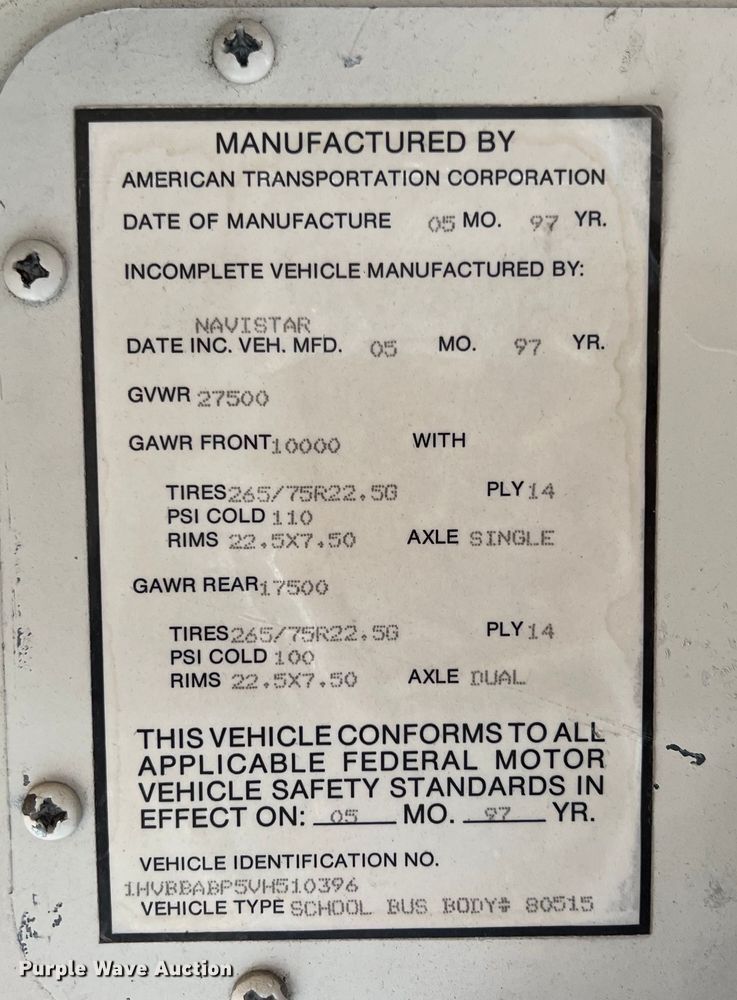 MANUFACTURED BY
AMERICAN TRANSPORTATION CORPORATION
DATE OF MANUFACTURE 05 MO. 97 YR.
INCOMPLETE VEHICLE MANUFACTURED BY:
NAVISTAR
DATE INC. VEH. MFD. 05 MO. 97 YR.
GVWR 27500
GAWR FRONT 10000 WITH
TIRES 265/75R22.5G PLY 14
PSI COLD 110
RIMS 22.5X7.50 AXLE SINGLE
GAWR REAR 17500
TIRES 265/75R22.5G PLY 14
PSI COLD 100
RIMS 22.5X7.50 AXLE DUAL
THIS VEHICLE CONFORMS TO ALL
APPLICABLE FEDERAL MOTOR
VEHICLE SAFETY STANDARDS IN
EFFECT ON: 05 MO. 97 YR.
VEHICLE IDENTIFICATION NO.
1HVBBABP5VH510396
VEHICLE TYPE SCHOOL BUS BODY# 80515
Purple Wave Auction